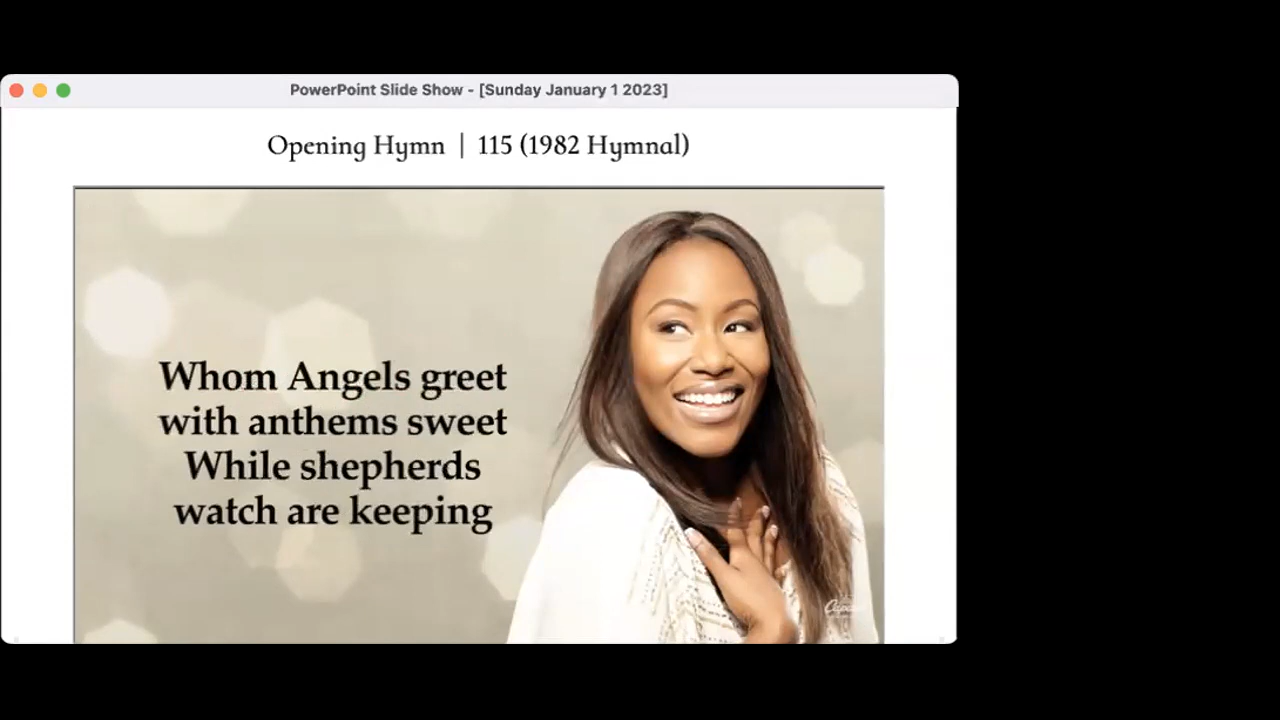 PowerPoint Slide Show - [Sunday January 1 2023]
Opening Hymn | 115 (1982 Hymnal)
Whom Angels greet
with anthems sweet
While shepherds
watch are keeping